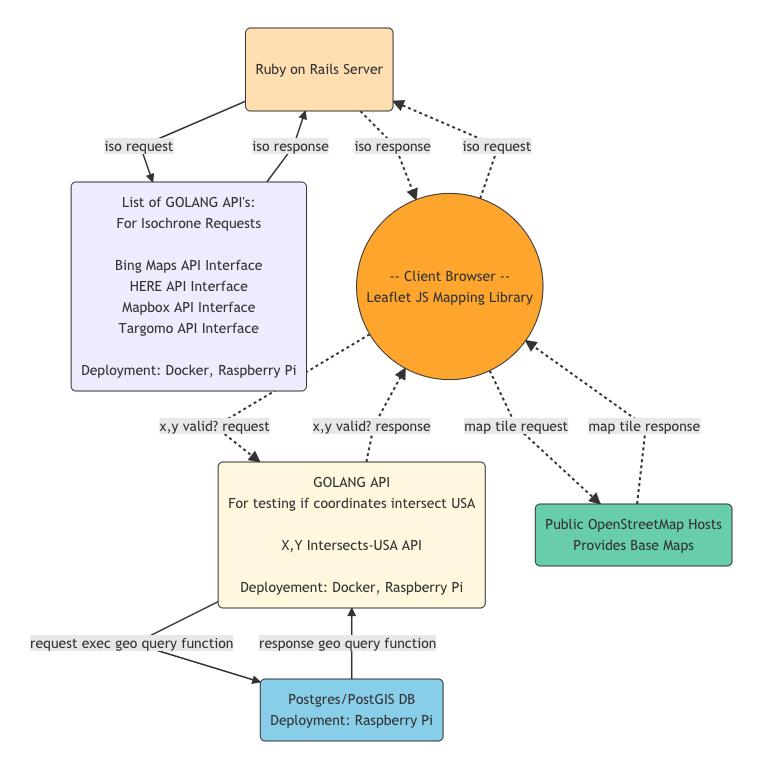 Ruby on Rails Server
iso request
iso response
iso response
iso request
List of GOLANG API's:
For Isochrone Requests
Bing Maps API Interface
HERE API Interface
Mapbox API Interface
Targomo API Interface
Deployment: Docker, Raspberry Pi
-- Client Browser --
Leaflet JS Mapping Library
x,y valid? request
x,y valid? response
map tile request
map tile response
GOLANG API
For testing if coordinates intersect USA
X,Y Intersects-USA API
Deployement: Docker, Raspberry Pi
Public OpenStreetMap Hosts
Provides Base Maps
request exec geo query function
response geo query function
Postgres/PostGIS DB
Deployment: Raspberry Pi